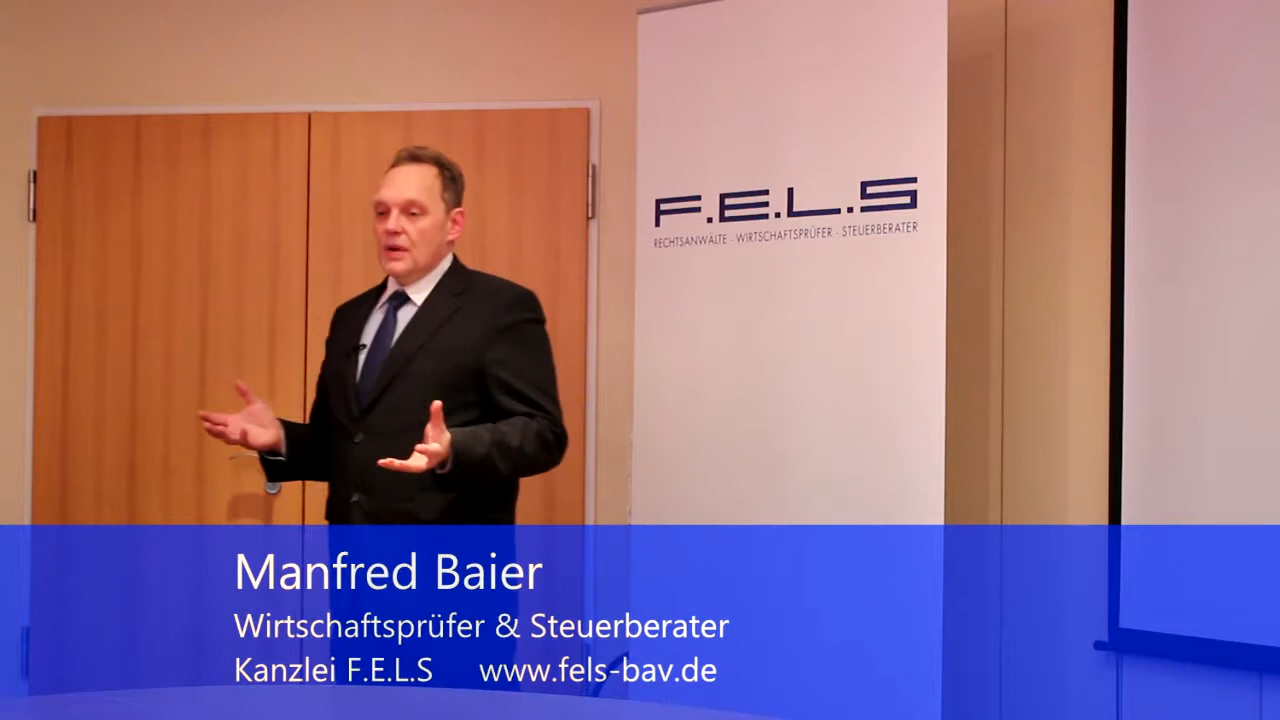 F.E.L.S
RECHTSANWÄLTE · WIRTSCHAFTSPRÜFER · STEUERBERATER
Manfred Baier
Wirtschaftsprüfer & Steuerberater
Kanzlei F.E.L.S www.fels-bav.de